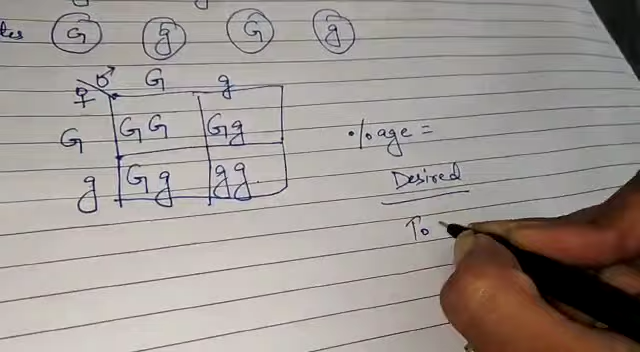 G g G g
♀ ♂ G g
G GG Gg
g Gg gg
%age =
Desired
To